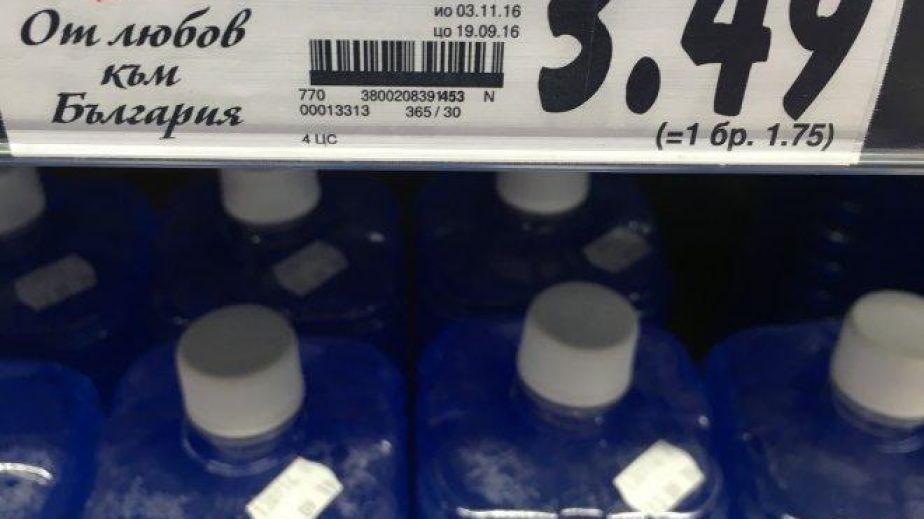 От любов
към
България
ио 03.11.16
цо 19.09.16
770 3800208391453 N
00013313 365 / 30
4 ЦС
3.49
(=1 бр. 1.75)